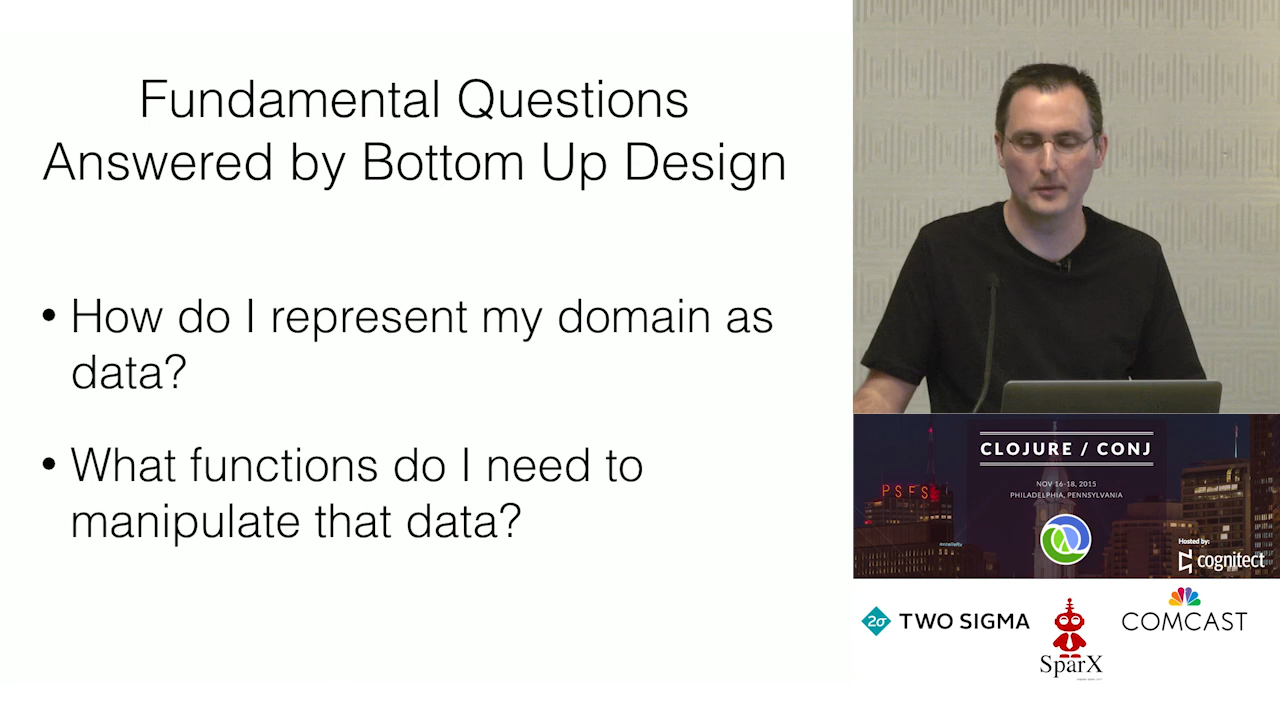 Fundamental Questions
Answered by Bottom Up Design
• How do I represent my domain as
data?
• What functions do I need to
manipulate that data?
CLOJURE / CONJ
NOV 16-18, 2015
PHILADELPHIA, PENNSYLVANIA
PSFS
Hosted by:
cognitect
2σ TWO SIGMA
SparX
COMCAST